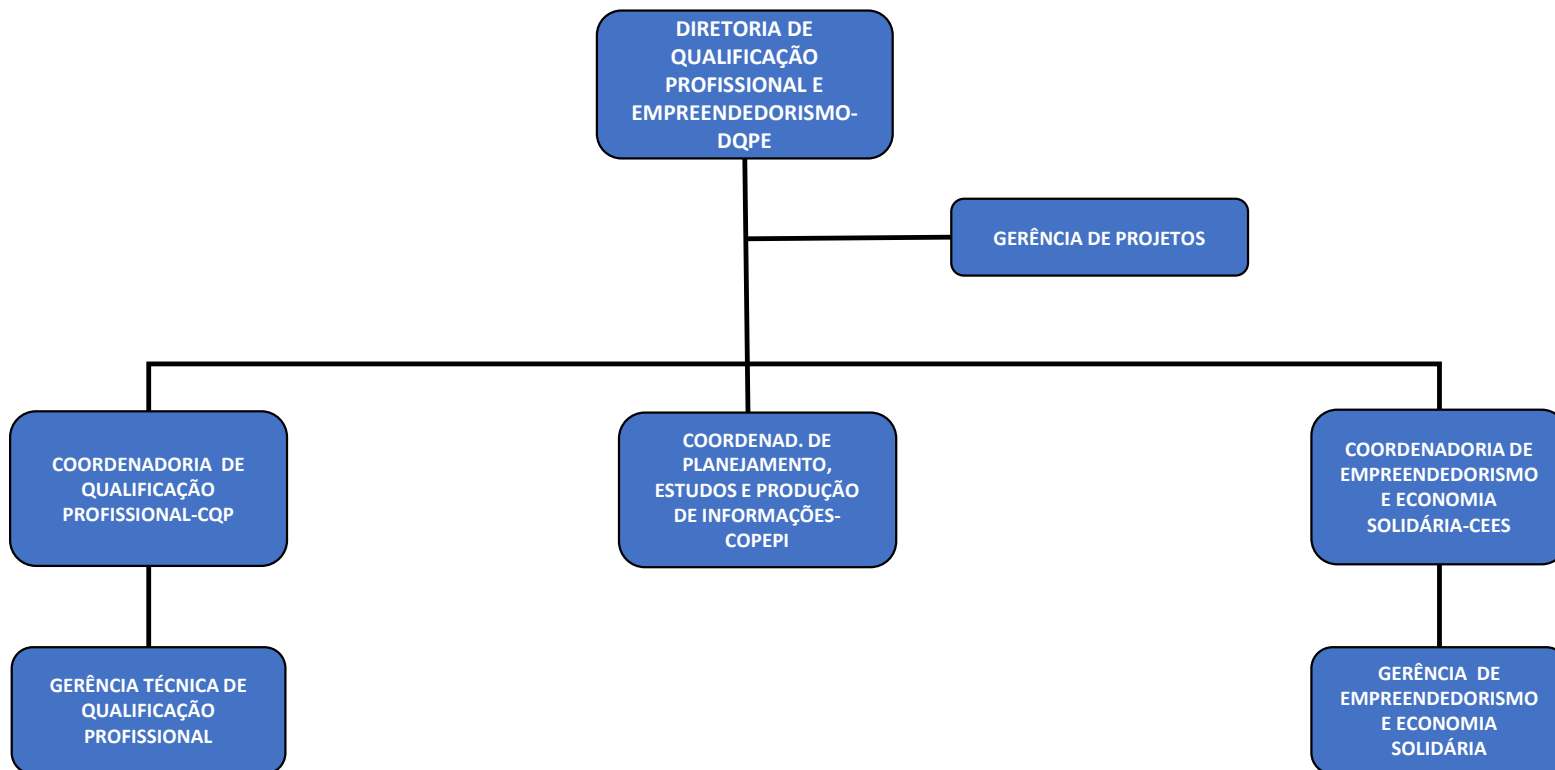 DIRETORIA DE
QUALIFICAÇÃO
PROFISSIONAL E
EMPREENDEDORISMO-
DQPE
GERÊNCIA DE PROJETOS
COORDENADORIA DE
QUALIFICAÇÃO
PROFISSIONAL-CQP
COORDENAD. DE
PLANEJAMENTO,
ESTUDOS E PRODUÇÃO
DE INFORMAÇÕES-
COPEPI
COORDENADORIA DE
EMPREENDEDORISMO
E ECONOMIA
SOLIDÁRIA-CEES
GERÊNCIA TÉCNICA DE
QUALIFICAÇÃO
PROFISSIONAL
GERÊNCIA DE
EMPREENDEDORISMO
E ECONOMIA
SOLIDÁRIA